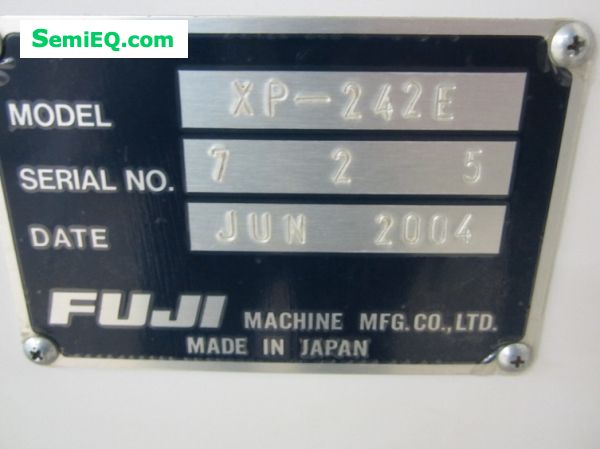 SemiEQ.com
MODEL XP-242E
SERIAL NO. 7 2 5
DATE JUN 2004
FUJI MACHINE MFG. CO., LTD.
MADE IN JAPAN